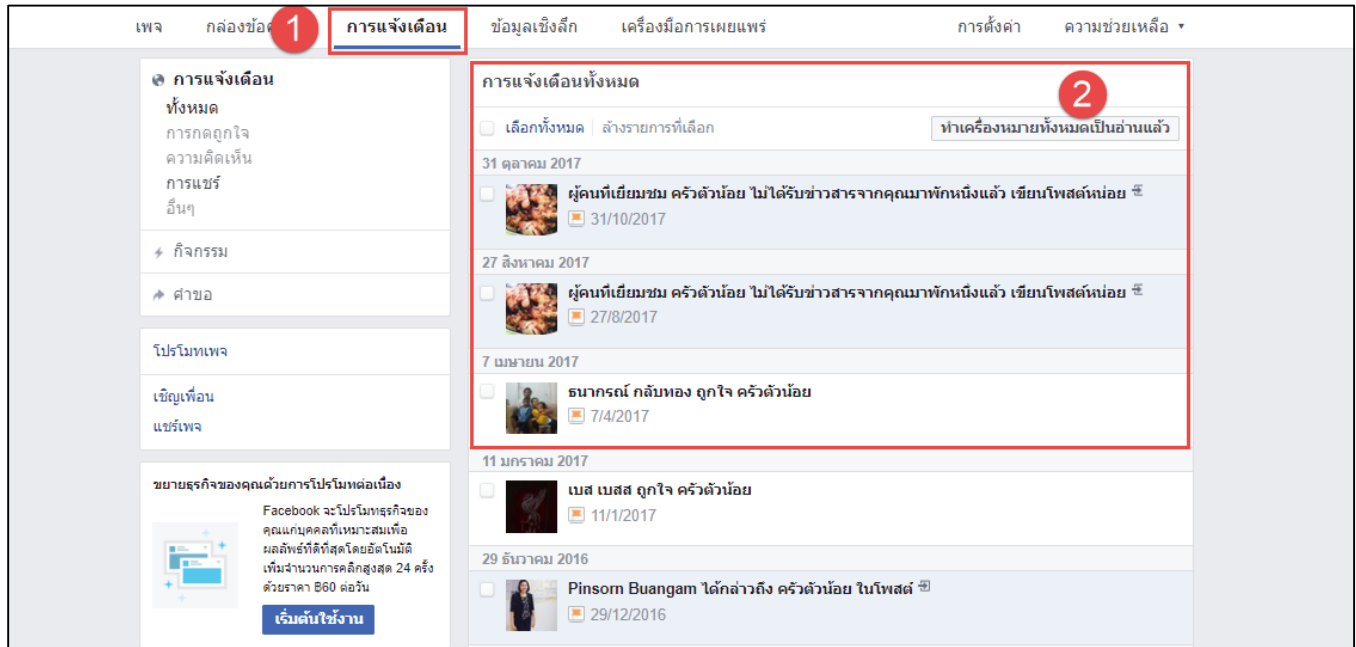 เพจ กล่องข้อค 1 การแจ้งเตือน ข้อมูลเชิงลึก เครื่องมือการเผยแพร่ การตั้งค่า ความช่วยเหลือ
การแจ้งเตือน
ทั้งหมด
การกดถูกใจ
ความคิดเห็น
การแชร์
อื่นๆ
กิจกรรม
คำขอ
โปรโมทเพจ
เชิญเพื่อน
แชร์เพจ
ขยายธุรกิจของคุณด้วยการโปรโมทต่อเนื่อง
Facebook จะโปรโมทธุรกิจของ
คุณแก่บุคคลที่เหมาะสมเพื่อ
ผลลัพธ์ที่ดีที่สุดโดยอัตโนมัติ
เพิ่มจำนวนการคลิกสูงสุด 24 ครั้ง
ด้วยราคา ฿60 ต่อวัน
เริ่มต้นใช้งาน
การแจ้งเตือนทั้งหมด
2
เลือกทั้งหมด ล้างรายการที่เลือก ทำเครื่องหมายทั้งหมดเป็นอ่านแล้ว
31 ตุลาคม 2017
ผู้คนที่เยี่ยมชม ครัวตัวน้อย ไม่ได้รับข่าวสารจากคุณมาพักหนึ่งแล้ว เขียนโพสต์หน่อย
31/10/2017
27 สิงหาคม 2017
ผู้คนที่เยี่ยมชม ครัวตัวน้อย ไม่ได้รับข่าวสารจากคุณมาพักหนึ่งแล้ว เขียนโพสต์หน่อย
27/8/2017
7 เมษายน 2017
ธนากรณ์ กลับทอง ถูกใจ ครัวตัวน้อย
7/4/2017
11 มกราคม 2017
เบส เบสส ถูกใจ ครัวตัวน้อย
11/1/2017
29 ธันวาคม 2016
Pinsorn Buangam ได้กล่าวถึง ครัวตัวน้อย ในโพสต์
29/12/2016